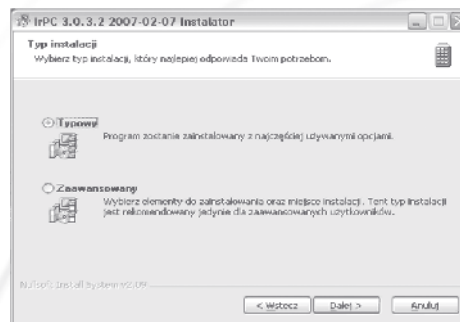 IrPC 3.0.3.2 2007-02-07 Instalator
Typ instalacji
Wybierz typ instalacji, który najlepiej odpowiada Twoim potrzebom.
Typowy
Program zostanie zainstalowany z najczęściej używanymi opcjami.
Zaawansowany
Wybierz elementy do zainstalowania oraz miejsce instalacji. Tent typ instalacji
jest rekomendowany jedynie dla zaawansowanych użytkowników.
Nullsoft Install System v2.09
< Wstecz
Dalej >
Anuluj